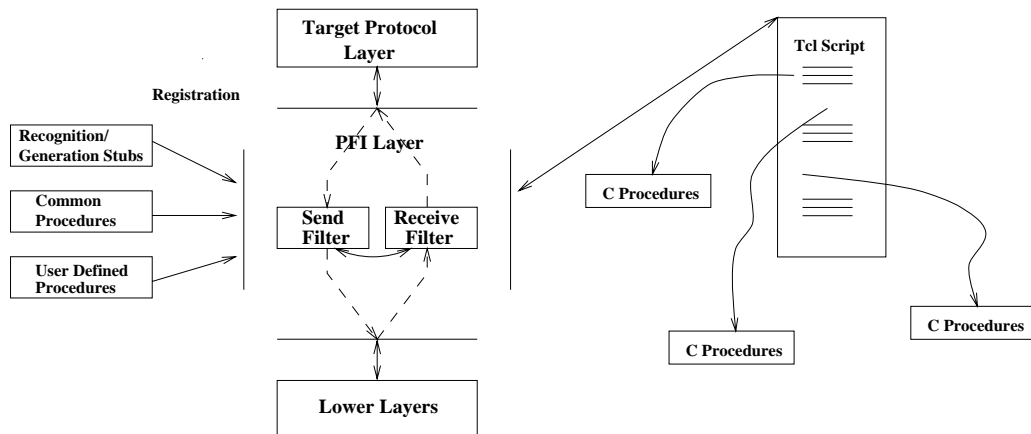 Target Protocol
Layer
Tcl Script
Registration
Recognition/
Generation Stubs
PFI Layer
Common
Procedures
C Procedures
Send
Filter
Receive
Filter
User Defined
Procedures
C Procedures
C Procedures
Lower Layers